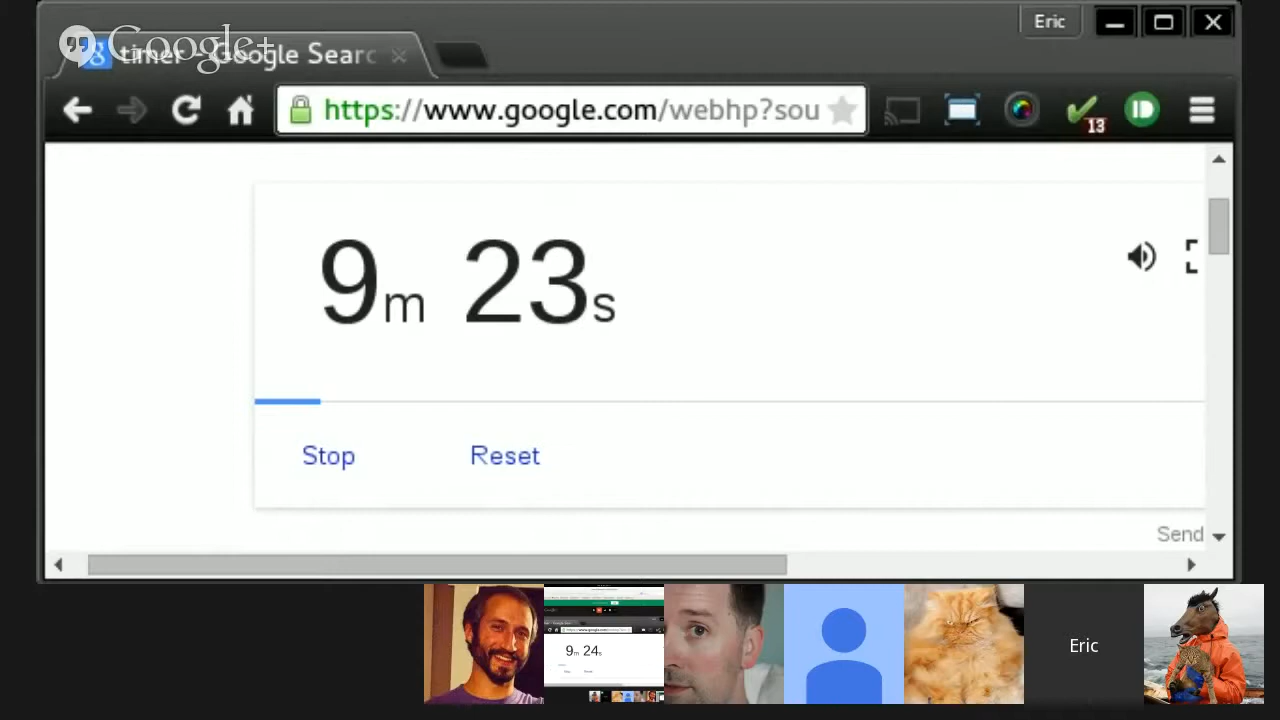 Eric
Google+
timer - Google Searc
https://www.google.com/webhp?sou
13
9m 23s
Stop
Reset
Send
9m 24s
Eric